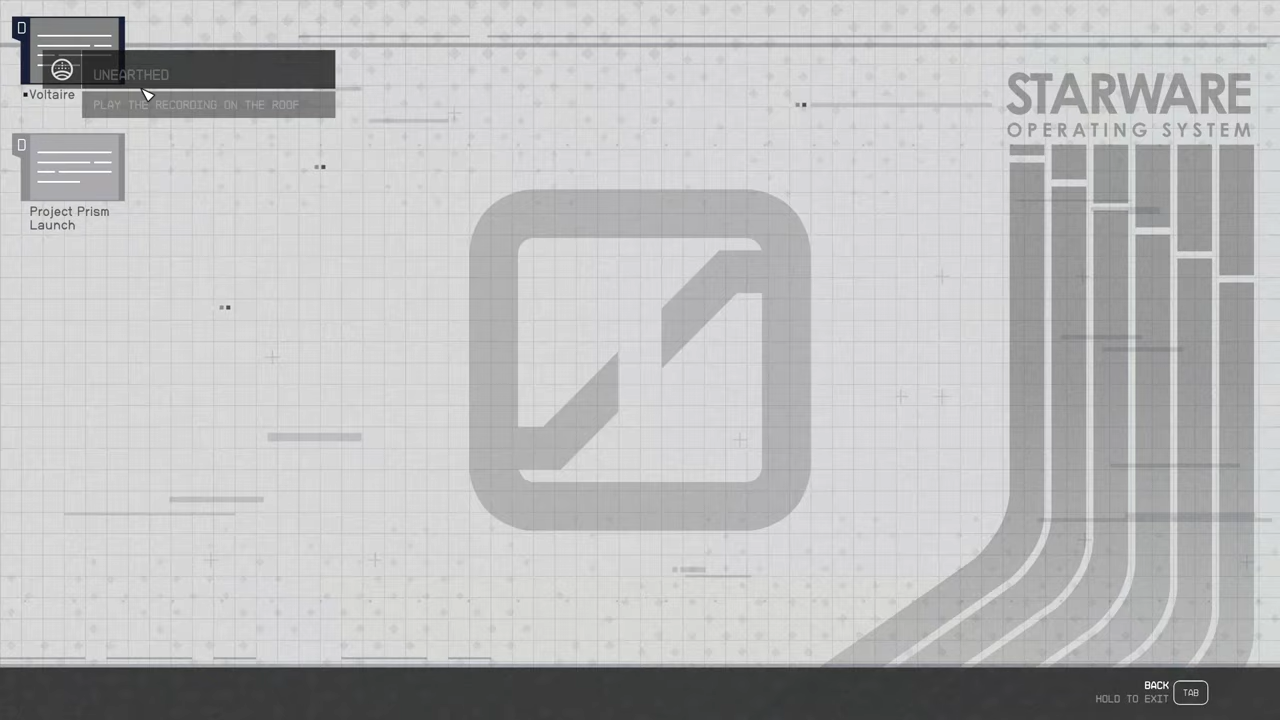 D
Voltaire
UNEARTHED
PLAY THE RECORDING ON THE ROOF
D
Project Prism
Launch
STARWARE
OPERATING SYSTEM
BACK
HOLD TO EXIT
TAB